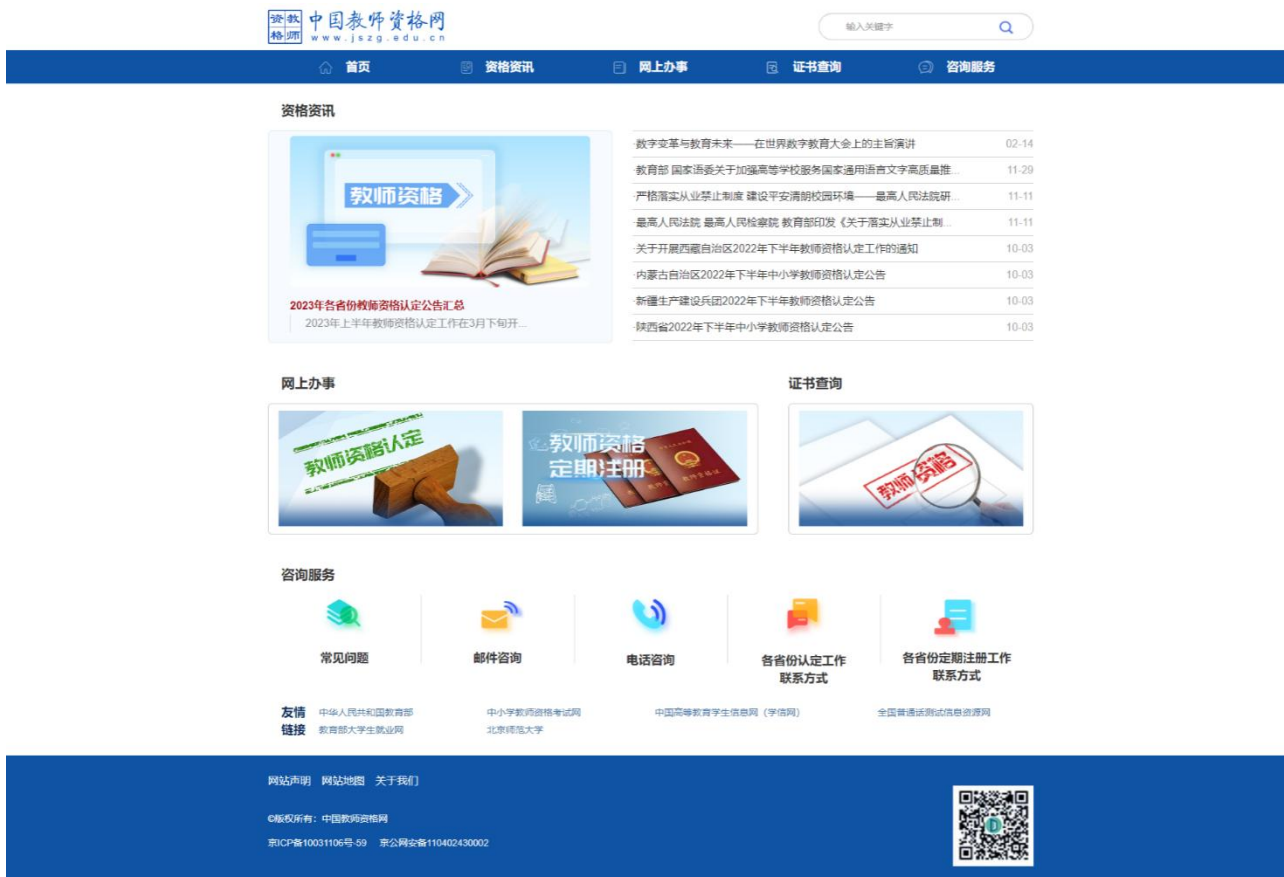 资教
格师
中国教师资格网
www.jszg.edu.cn
输入关键字
首页 资格资讯 网上办事 证书查询 咨询服务
资格资讯
教师资格
2023年各省份教师资格认定公告汇总
2023年上半年教师资格认定工作在3月下旬开...
·数字变革与教育未来——在世界数字教育大会上的主旨演讲 02-14
·教育部 国家语委关于加强高等学校服务国家通用语言文字高质量推... 11-29
·严格落实从业禁止制度 建设平安清朗校园环境——最高人民法院研... 11-11
·最高人民法院 最高人民检察院 教育部印发《关于落实从业禁止制... 11-11
·关于开展西藏自治区2022年下半年教师资格认定工作的通知 10-03
·内蒙古自治区2022年下半年中小学教师资格认定公告 10-03
·新疆生产建设兵团2022年下半年教师资格认定公告 10-03
·陕西省2022年下半年中小学教师资格认定公告 10-03
网上办事
教师资格认定
教师资格
定期注册
证书查询
教师资格
咨询服务
常见问题
邮件咨询
电话咨询
各省份认定工作
联系方式
各省份定期注册工作
联系方式
友情
链接
中华人民共和国教育部 中小学教师资格考试网 中国高等教育学生信息网（学信网） 全国普通话测试信息资源网
教育部大学生就业网 北京师范大学
网站声明 网站地图 关于我们
©版权所有：中国教师资格网
京ICP备10031106号-59 京公网安备110402430002